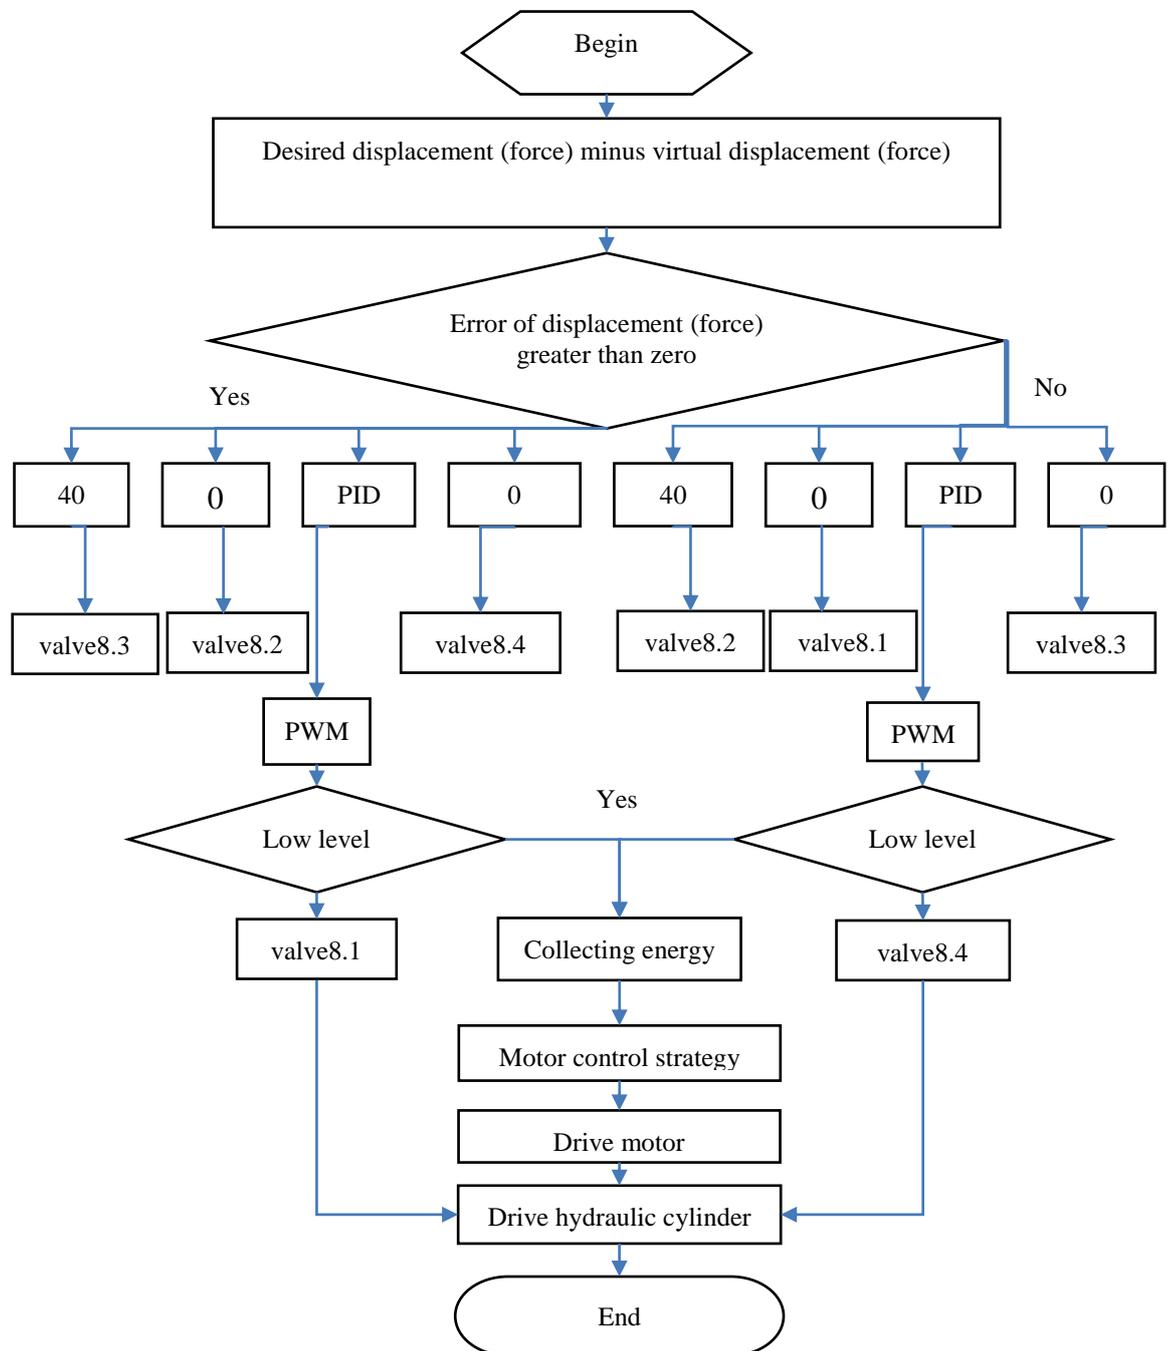 Begin
Desired displacement (force) minus virtual displacement (force)
Error of displacement (force)
greater than zero
Yes
No
40
0
PID
0
40
0
PID
0
valve8.3
valve8.2
valve8.4
valve8.2
valve8.1
valve8.3
PWM
PWM
Yes
Low level
Low level
valve8.1
Collecting energy
valve8.4
Motor control strategy
Drive motor
Drive hydraulic cylinder
End